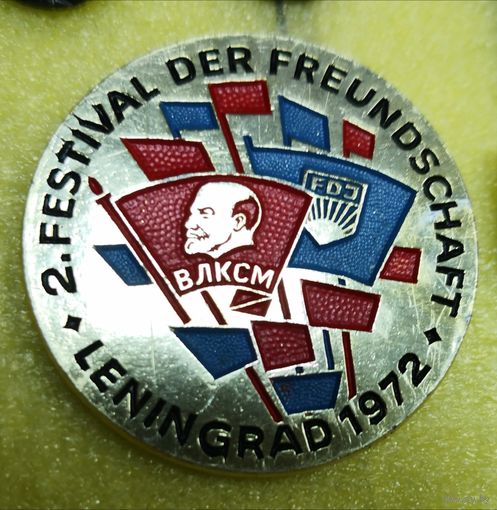 2. FESTIVAL DER FREUNDSCHAFT
FDJ
ВЛКСМ
• LENINGRAD 1972 •